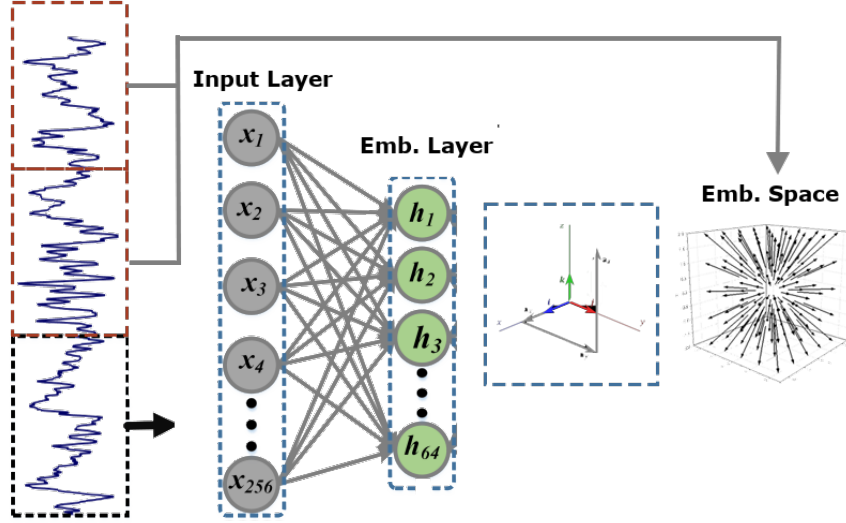 Input Layer
x1
x2
x3
x4
x256
Emb. Layer
h1
h2
h3
h64
z
k
i
j
x
y
Emb. Space